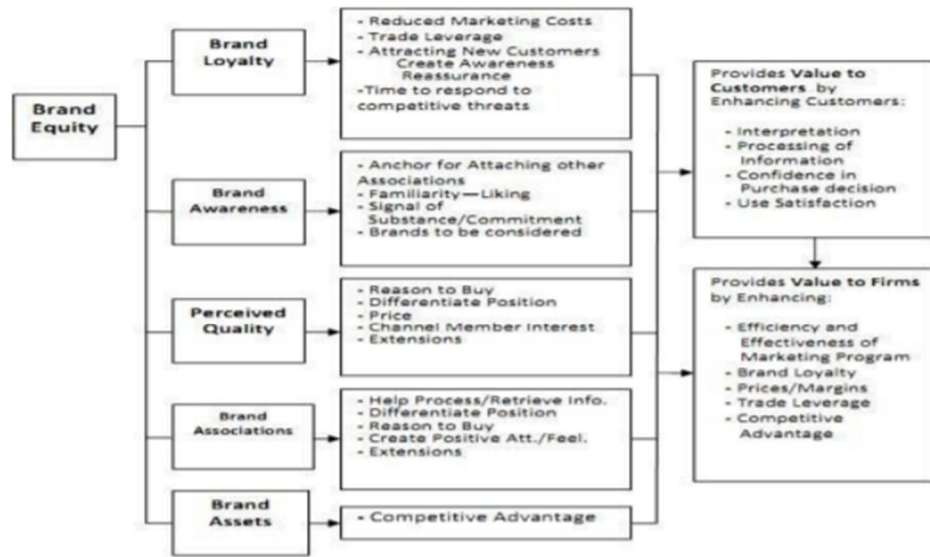 Brand
Equity
Brand
Loyalty
- Reduced Marketing Costs
- Trade Leverage
- Attracting New Customers
Create Awareness
Reassurance
-Time to respond to
competitive threats
Brand
Awareness
- Anchor for Attaching other
Associations
- Familiarity—Liking
- Signal of
Substance/Commitment
- Brands to be considered
Perceived
Quality
- Reason to Buy
- Differentiate Position
- Price
- Channel Member Interest
- Extensions
Brand
Associations
- Help Process/Retrieve Info.
- Differentiate Position
- Reason to Buy
- Create Positive Att./Feel.
- Extensions
Brand
Assets
- Competitive Advantage
Provides Value to
Customers by
Enhancing Customers:
- Interpretation
- Processing of
Information
- Confidence in
Purchase decision
- Use Satisfaction
Provides Value to Firms
by Enhancing:
- Efficiency and
Effectiveness of
Marketing Program
- Brand Loyalty
- Prices/Margins
- Trade Leverage
- Competitive
Advantage